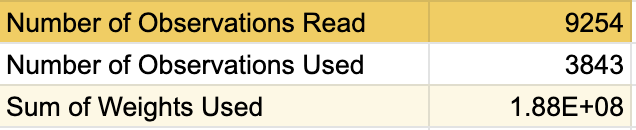 Number of Observations Read 9254
Number of Observations Used 3843
Sum of Weights Used 1.88E+08